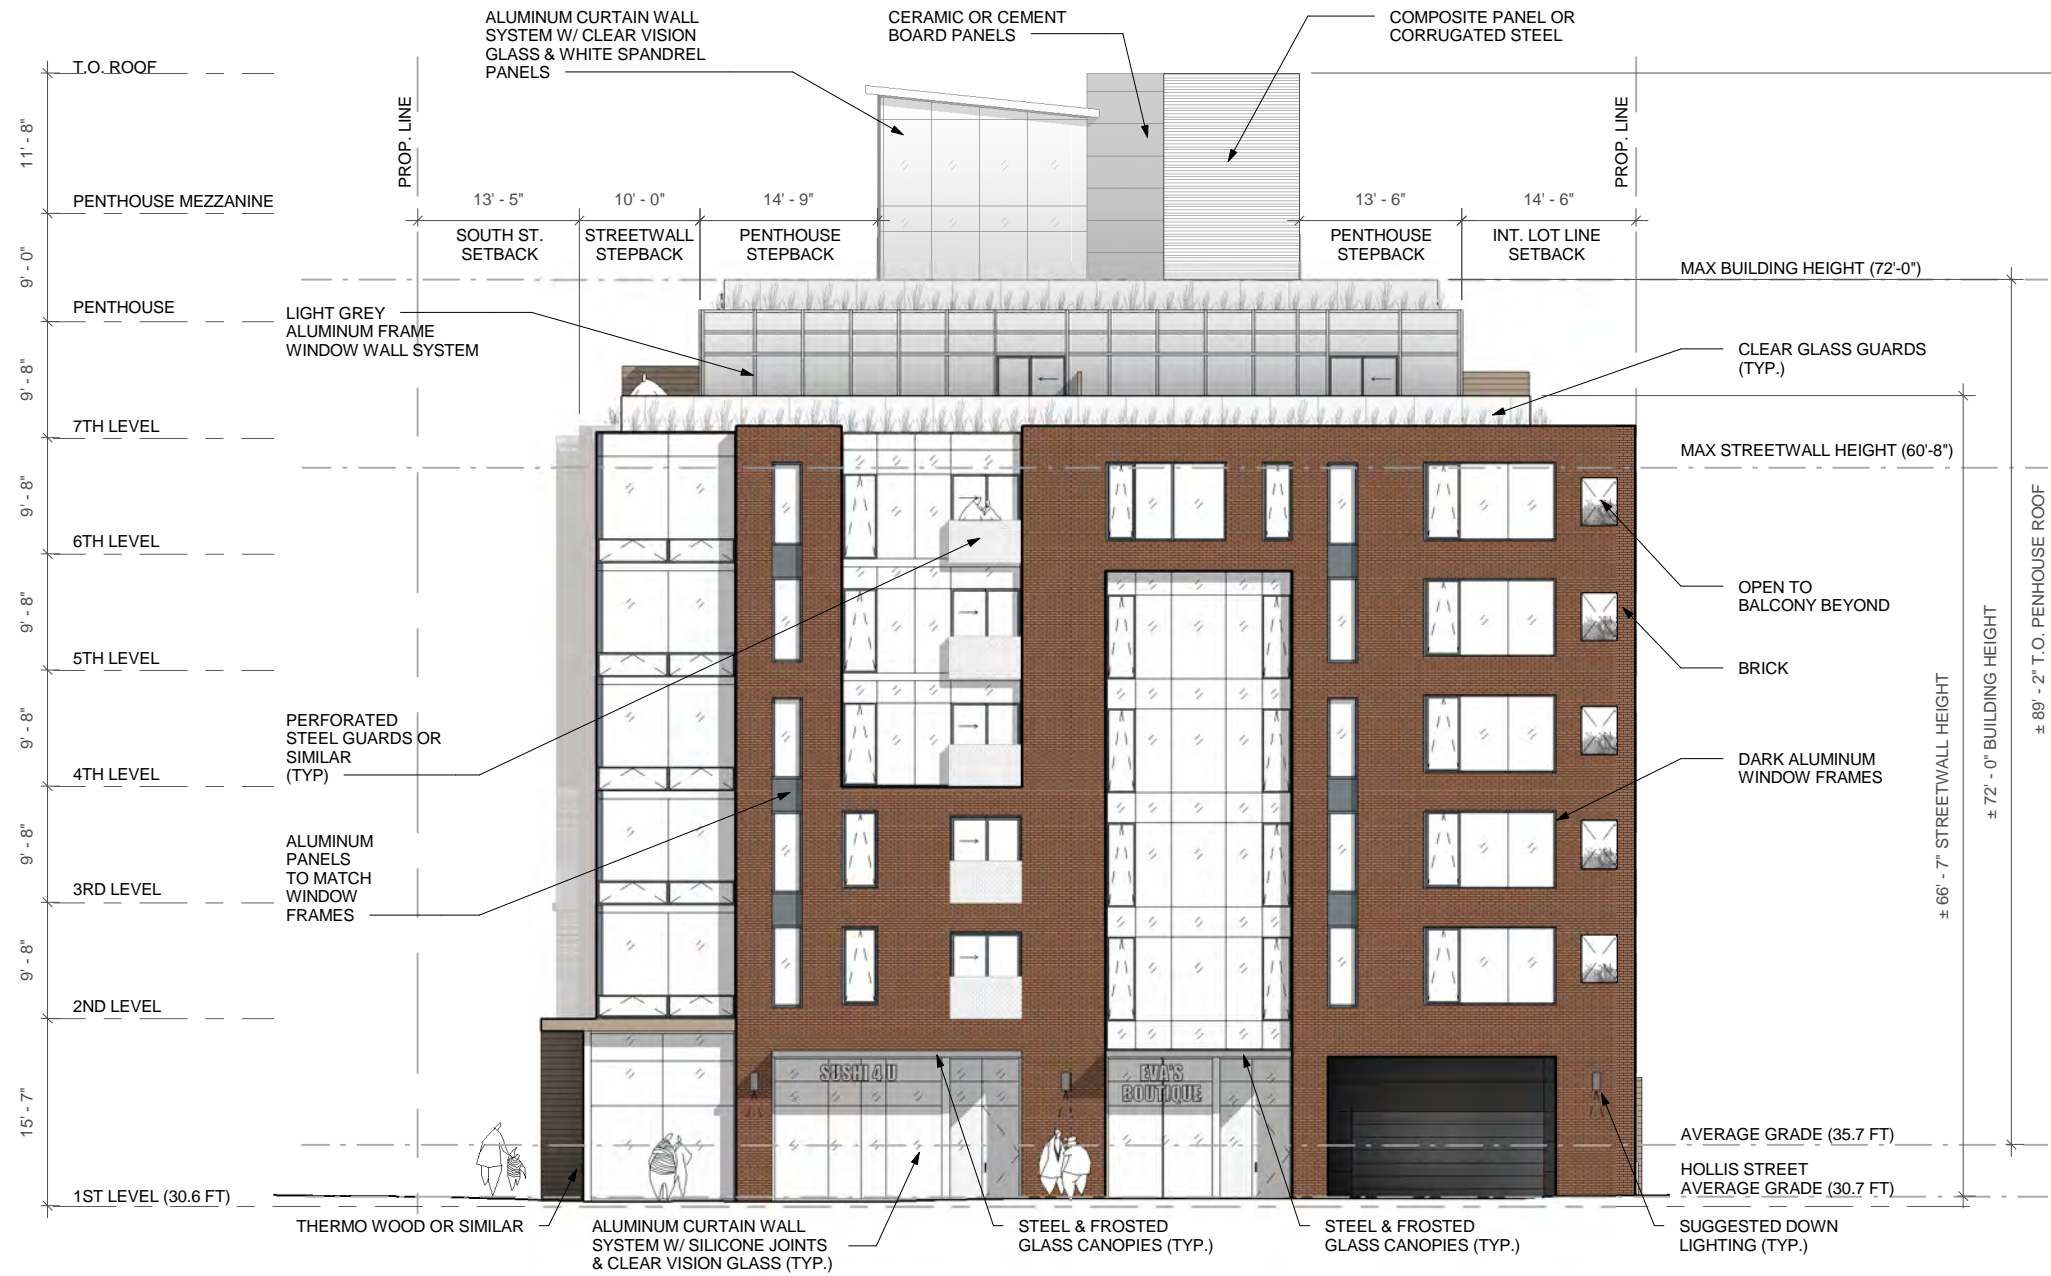 ALUMINUM CURTAIN WALL
SYSTEM W/ CLEAR VISION
GLASS & WHITE SPANDREL
PANELS
CERAMIC OR CEMENT
BOARD PANELS
COMPOSITE PANEL OR
CORRUGATED STEEL
T.O. ROOF
11' - 8"
PROP. LINE
PROP. LINE
PENTHOUSE MEZZANINE
13' - 5"
10' - 0"
14' - 9"
13' - 6"
14' - 6"
SOUTH ST.
SETBACK
STREETWALL
STEPBACK
PENTHOUSE
STEPBACK
PENTHOUSE
STEPBACK
INT. LOT LINE
SETBACK
9' - 0"
MAX BUILDING HEIGHT (72'-0")
PENTHOUSE
LIGHT GREY
ALUMINUM FRAME
WINDOW WALL SYSTEM
CLEAR GLASS GUARDS
(TYP.)
9' - 8"
7TH LEVEL
MAX STREETWALL HEIGHT (60'-8")
9' - 8"
6TH LEVEL
OPEN TO
BALCONY BEYOND
9' - 8"
5TH LEVEL
BRICK
PERFORATED
STEEL GUARDS OR
SIMILAR
(TYP)
9' - 8"
4TH LEVEL
DARK ALUMINUM
WINDOW FRAMES
ALUMINUM
PANELS
TO MATCH
WINDOW
FRAMES
9' - 8"
3RD LEVEL
9' - 8"
2ND LEVEL
± 66' - 7" STREETWALL HEIGHT
± 72' - 0" BUILDING HEIGHT
± 89' - 2" T.O. PENHOUSE ROOF
SUSHI 4 U
EVA'S
BOUTIQUE
15' - 7"
AVERAGE GRADE (35.7 FT)
HOLLIS STREET
AVERAGE GRADE (30.7 FT)
1ST LEVEL (30.6 FT)
THERMO WOOD OR SIMILAR
ALUMINUM CURTAIN WALL
SYSTEM W/ SILICONE JOINTS
& CLEAR VISION GLASS (TYP.)
STEEL & FROSTED
GLASS CANOPIES (TYP.)
STEEL & FROSTED
GLASS CANOPIES (TYP.)
SUGGESTED DOWN
LIGHTING (TYP.)